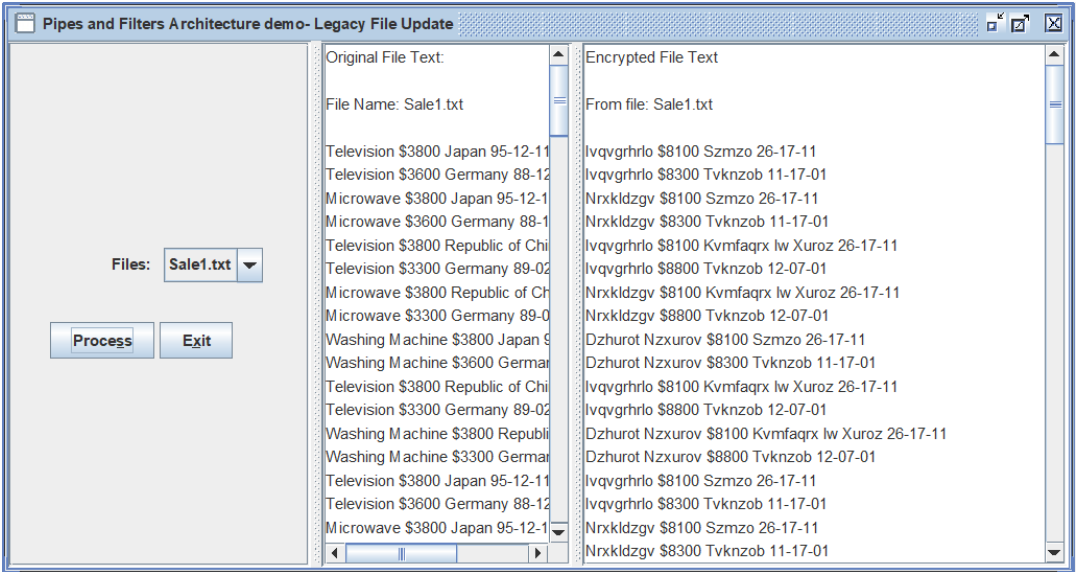 Pipes and Filters Architecture demo- Legacy File Update
Files:
Sale1.txt
Process
Exit
Original File Text:
File Name: Sale1.txt
Television $3800 Japan 95-12-11
Television $3600 Germany 88-12
Microwave $3800 Japan 95-12-1
Microwave $3600 Germany 88-1
Television $3800 Republic of Chi
Television $3300 Germany 89-02
Microwave $3800 Republic of Ch
Microwave $3300 Germany 89-0
Washing Machine $3800 Japan 9
Washing Machine $3600 Germar
Television $3800 Republic of Chi
Television $3300 Germany 89-02
Washing Machine $3800 Republi
Washing Machine $3300 Germar
Television $3800 Japan 95-12-11
Television $3600 Germany 88-12
Microwave $3800 Japan 95-12-1
Encrypted File Text
From file: Sale1.txt
Ivqvgrhrlo $8100 Szmzo 26-17-11
Ivqvgrhrlo $8300 Tvknzob 11-17-01
Nrxkldzgv $8100 Szmzo 26-17-11
Nrxkldzgv $8300 Tvknzob 11-17-01
Ivqvgrhrlo $8100 Kvmfaqrx lw Xuroz 26-17-11
Ivqvgrhrlo $8800 Tvknzob 12-07-01
Nrxkldzgv $8100 Kvmfaqrx lw Xuroz 26-17-11
Nrxkldzgv $8800 Tvknzob 12-07-01
Dzhurot Nzxurov $8100 Szmzo 26-17-11
Dzhurot Nzxurov $8300 Tvknzob 11-17-01
Ivqvgrhrlo $8100 Kvmfaqrx lw Xuroz 26-17-11
Ivqvgrhrlo $8800 Tvknzob 12-07-01
Dzhurot Nzxurov $8100 Kvmfaqrx lw Xuroz 26-17-11
Dzhurot Nzxurov $8800 Tvknzob 12-07-01
Ivqvgrhrlo $8100 Szmzo 26-17-11
Ivqvgrhrlo $8300 Tvknzob 11-17-01
Nrxkldzgv $8100 Szmzo 26-17-11
Nrxkldzgv $8300 Tvknzob 11-17-01